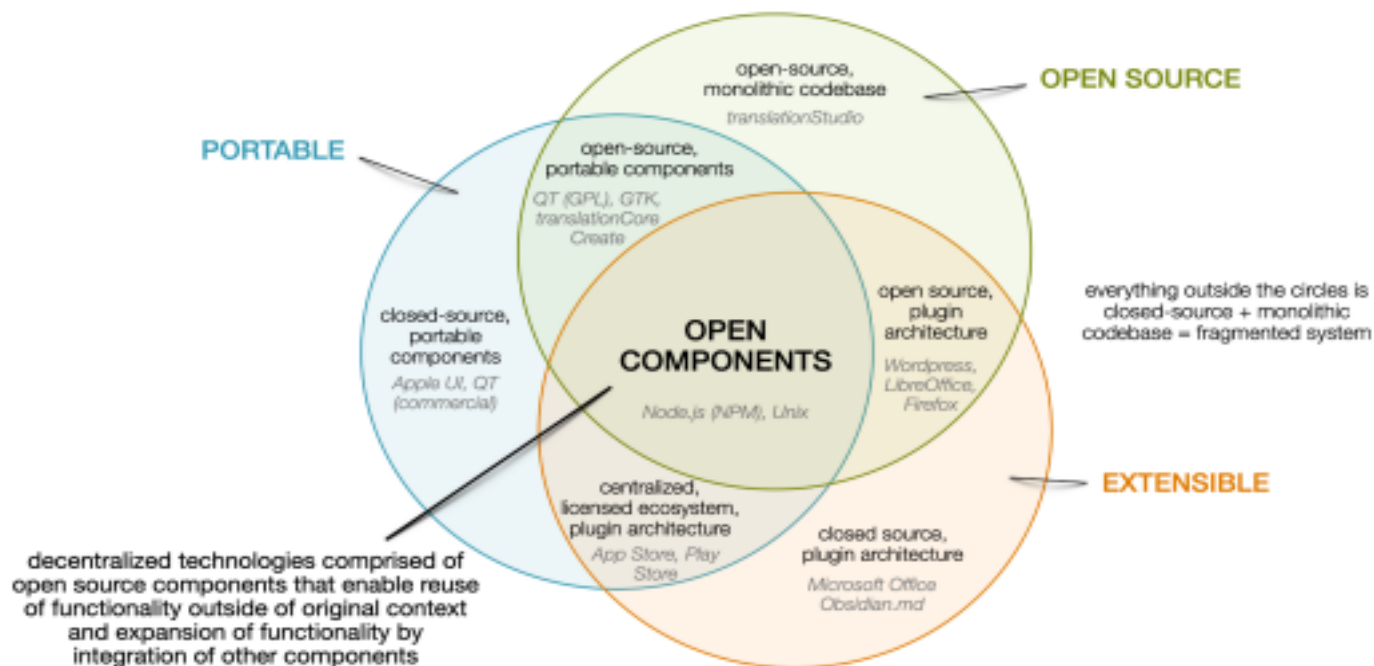 open-source,
monolithic codebase
translationStudio
OPEN SOURCE
PORTABLE
open-source,
portable components
QT (GPL), GTK,
translationCore
Create
closed-source,
portable
components
Apple UI, QT
(commercial)
OPEN
COMPONENTS
Node.js (NPM), Unix
open source,
plugin
architecture
Wordpress,
LibreOffice,
Firefox
everything outside the circles is
closed-source + monolithic
codebase = fragmented system
EXTENSIBLE
centralized,
licensed ecosystem,
plugin architecture
App Store, Play
Store
closed source,
plugin architecture
Microsoft Office
Obsidian.md
decentralized technologies comprised of
open source components that enable reuse
of functionality outside of original context
and expansion of functionality by
integration of other components